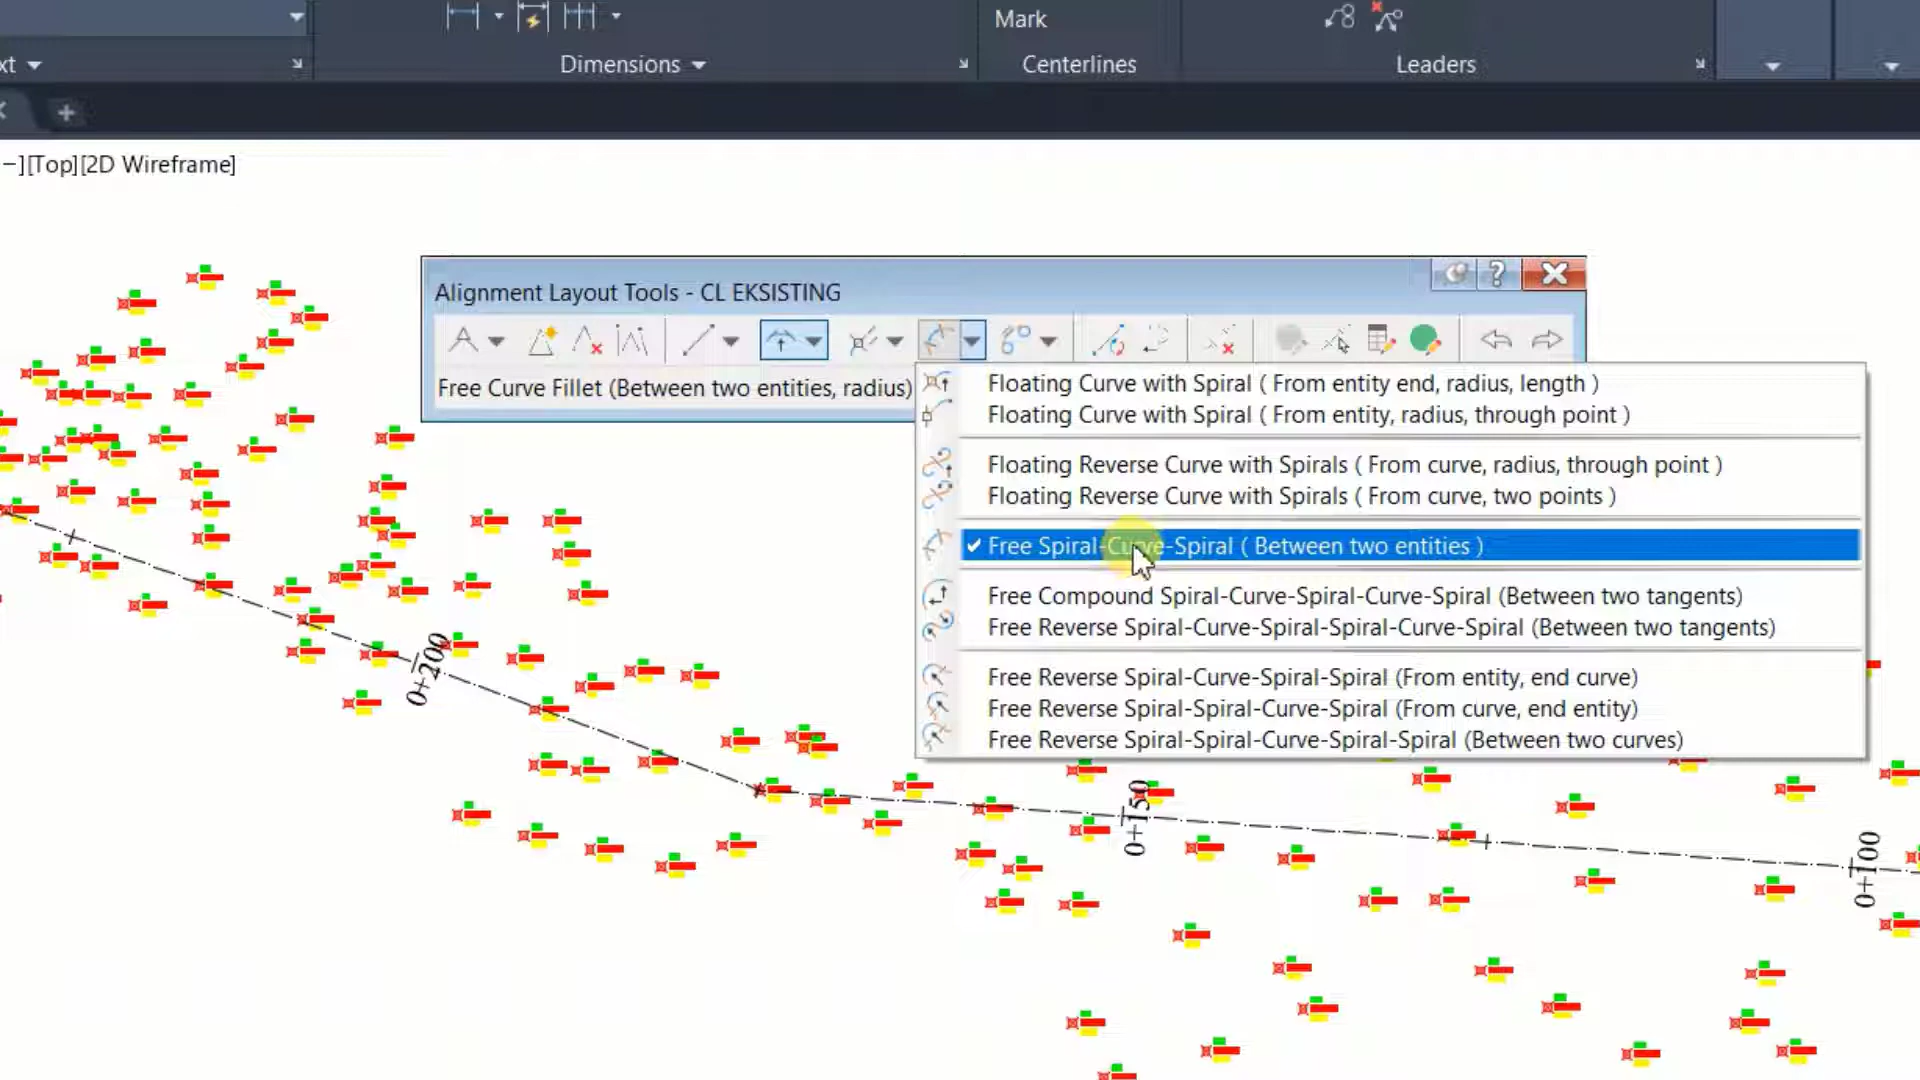 Mark
xt
Dimensions
Centerlines
Leaders
−][Top][2D Wireframe]
Alignment Layout Tools - CL EKSISTING
Free Curve Fillet (Between two entities, radius)
Floating Curve with Spiral ( From entity end, radius, length )
Floating Curve with Spiral ( From entity, radius, through point )
Floating Reverse Curve with Spirals ( From curve, radius, through point )
Floating Reverse Curve with Spirals ( From curve, two points )
Free Spiral-Curve-Spiral ( Between two entities )
Free Compound Spiral-Curve-Spiral-Curve-Spiral (Between two tangents)
Free Reverse Spiral-Curve-Spiral-Spiral-Curve-Spiral (Between two tangents)
Free Reverse Spiral-Curve-Spiral-Spiral (From entity, end curve)
Free Reverse Spiral-Spiral-Curve-Spiral (From curve, end entity)
Free Reverse Spiral-Spiral-Curve-Spiral-Spiral (Between two curves)
0+200
0+150
0+100